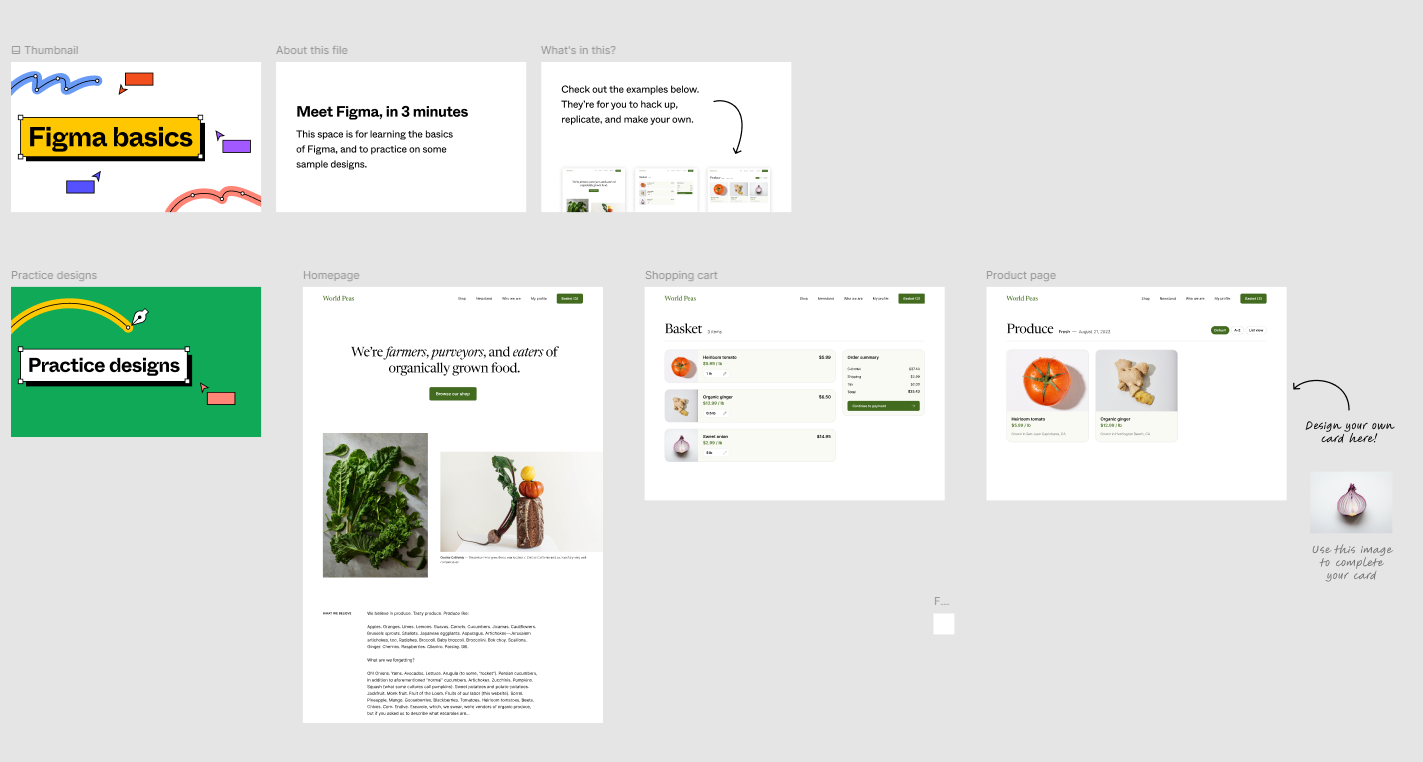 Thumbnail
Figma basics
About this file
Meet Figma, in 3 minutes
This space is for learning the basics
of Figma, and to practice on some
sample designs.
What's in this?
Check out the examples below.
They're for you to hack up,
replicate, and make your own.
Practice designs
Practice designs
Homepage
World Peas
Shop Newstand Who we are My profile Basket (3)
We're farmers, purveyors, and eaters of
organically grown food.
Browse our shop
WHAT WE BELIEVE
We believe in produce. Tasty produce. Produce like:
Apples. Oranges. Limes. Lemons. Guavas. Carrots. Cucumbers. Jicamas. Cauliflowers.
Brussels sprouts. Shallots. Japanese eggplants. Asparagus. Artichokes—Jerusalem
artichokes, too. Radishes. Broccoli. Baby broccoli. Broccolini. Bok choy. Scallions.
Ginger. Cherries. Raspberries. Cilantro. Parsley. Dill.
What are we forgetting?
Oh! Onions. Yams. Avocados. Lettuce. Arugula (to some, "rocket"). Persian cucumbers,
in addition to aforementioned "normal" cucumbers. Artichokes. Zucchinis. Pumpkins.
Squash (what some cultures call pumpkins). Sweet potatoes and potato-potatoes.
Jackfruit. Monk fruit. Fruit of the Loom. Fruits of our labor (this website). Sorrel.
Pineapple. Mango. Gooseberries. Blackberries. Tomatoes. Heirloom tomatoes. Beets.
Chives. Corn. Endive. Escarole, which, we swear, we're vendors of organic produce,
but if you asked us to describe what escaroles are...
Shopping cart
World Peas
Shop Newstand Who we are My profile Basket (3)
Basket 3 items
Heirloom tomato $5.99
$5.99 / lb
1 lb
Organic ginger $6.50
$12.99 / lb
0.5 lb
Sweet onion $14.95
$2.99 / lb
5 lb
Order summary
Subtotal
Shipping $3.99
Tax $2.00
Total
Continue to payment
Product page
World Peas
Shop Newstand Who we are My profile Basket (3)
Produce Fresh — August 21, 2023
Default A-Z List view
Heirloom tomato
$5.99 / lb
Grown in San Juan Capistrano, CA
Organic ginger
$12.99 / lb
Grown in Huntington Beach, CA
Design your own
card here!
Use this image
to complete
your card
F...